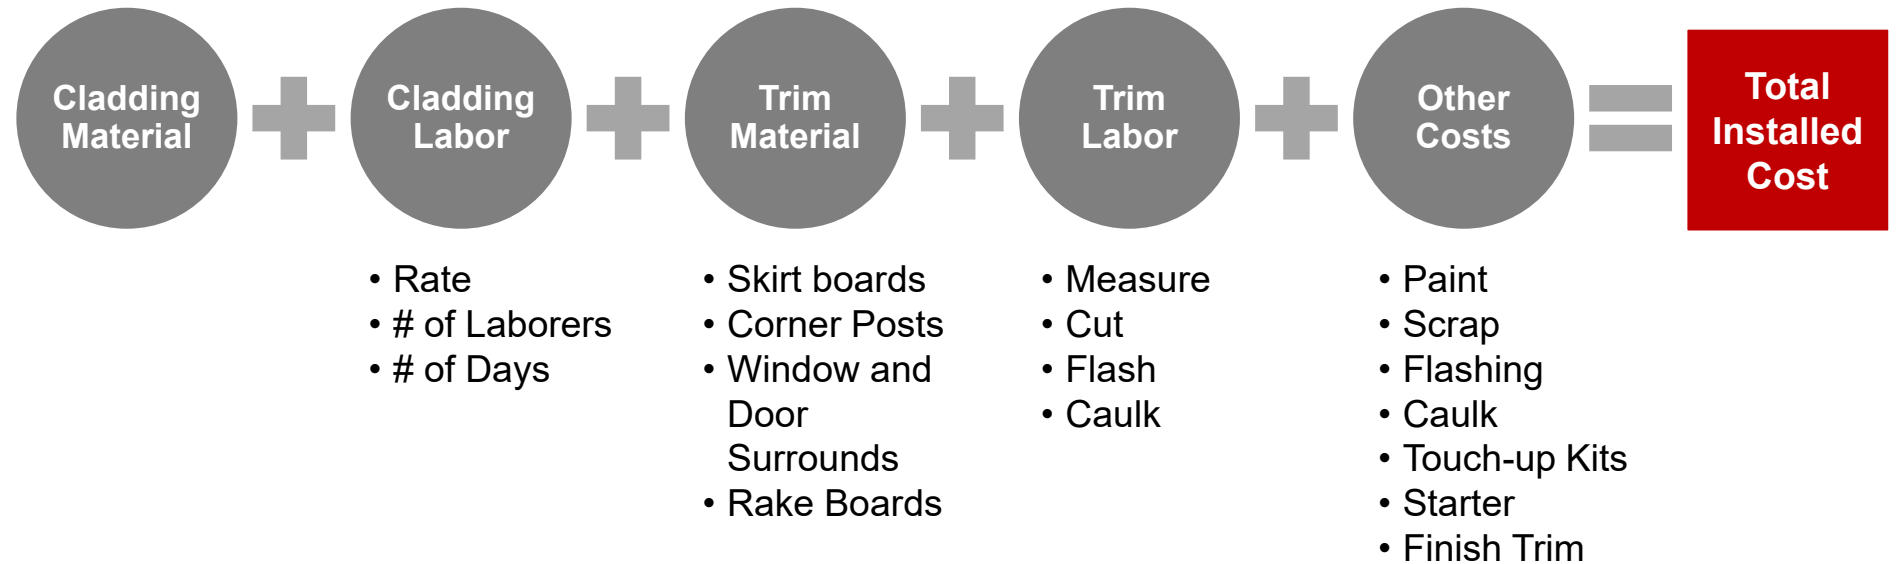 Cladding
Material
Cladding
Labor
Trim
Material
Trim
Labor
Other
Costs
Total
Installed
Cost
• Rate
• # of Laborers
• # of Days
• Skirt boards
• Corner Posts
• Window and
Door
Surrounds
• Rake Boards
• Measure
• Cut
• Flash
• Caulk
• Paint
• Scrap
• Flashing
• Caulk
• Touch-up Kits
• Starter
• Finish Trim